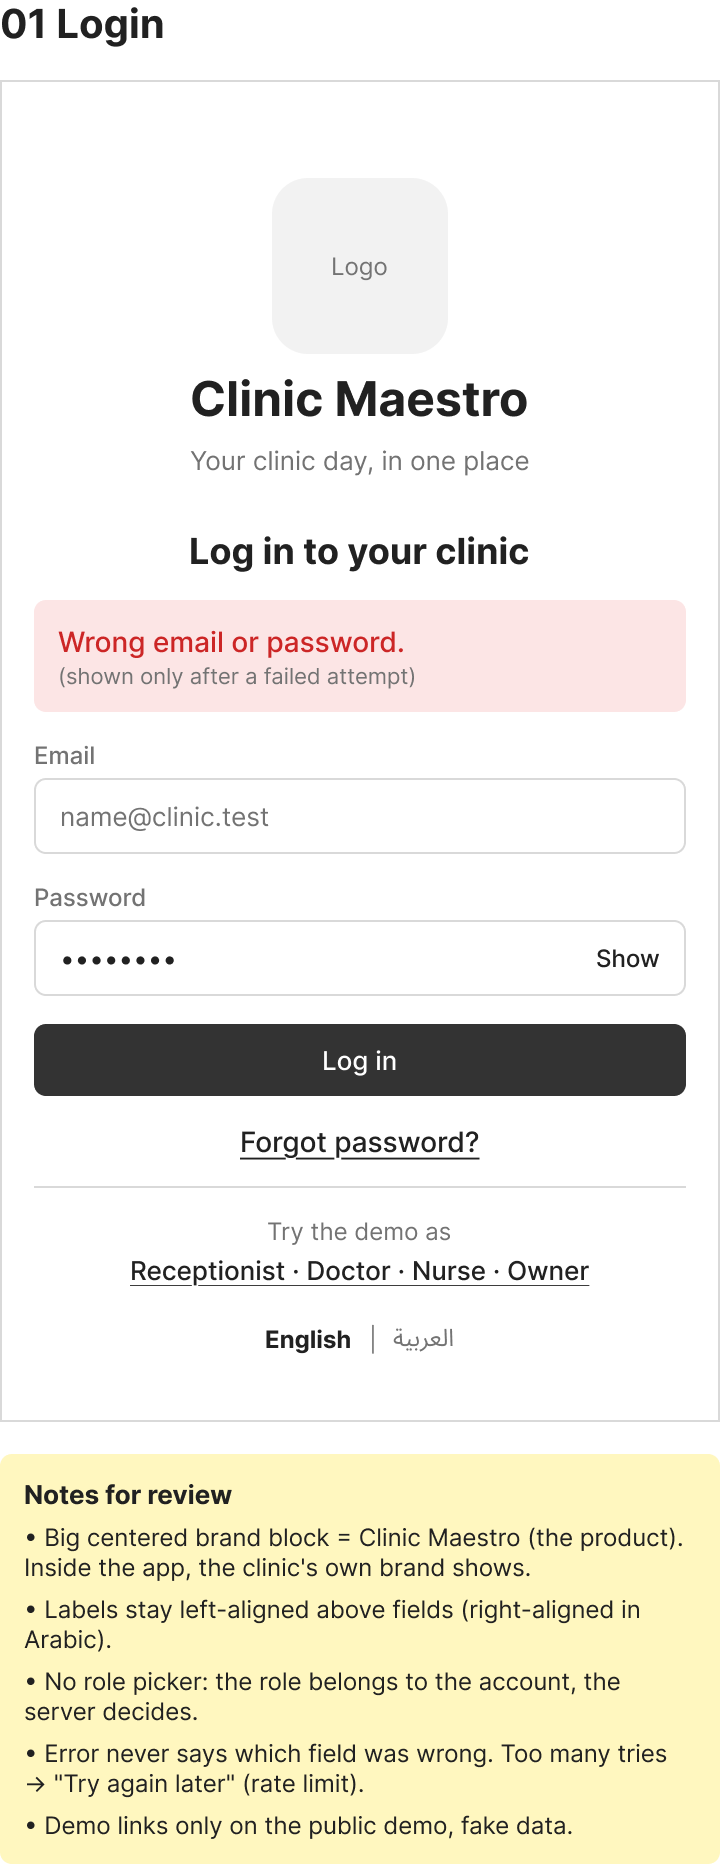 01 Login
Logo
Clinic Maestro
Your clinic day, in one place
Log in to your clinic
Wrong email or password.
(shown only after a failed attempt)
Email
name@clinic.test
Password
••••••••
Show
Log in
Forgot password?
Try the demo as
Receptionist · Doctor · Nurse · Owner
English | العربية
Notes for review
• Big centered brand block = Clinic Maestro (the product).
Inside the app, the clinic's own brand shows.
• Labels stay left-aligned above fields (right-aligned in
Arabic).
• No role picker: the role belongs to the account, the
server decides.
• Error never says which field was wrong. Too many tries
→ "Try again later" (rate limit).
• Demo links only on the public demo, fake data.